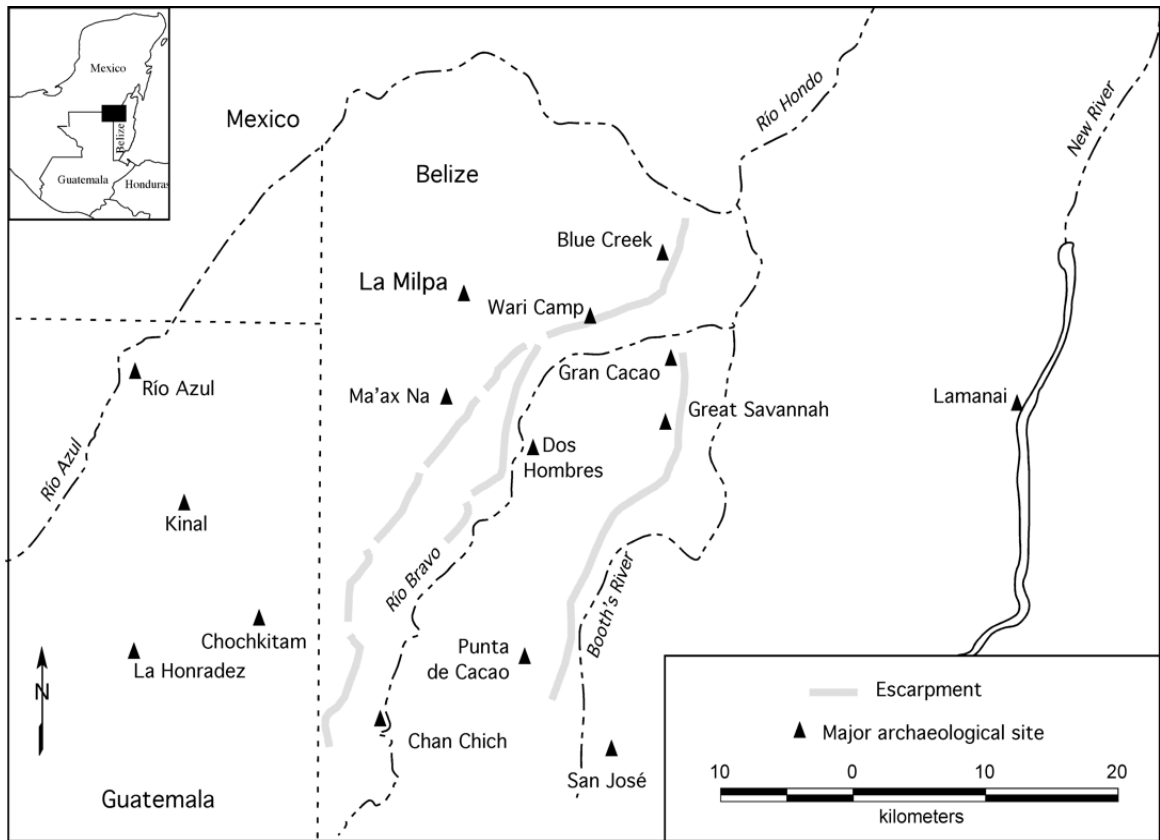 Mexico
Belize
Guatemala
Honduras
Mexico
Belize
Río Hondo
New River
Blue Creek
La Milpa
Wari Camp
Río Azul
Gran Cacao
Ma'ax Na
Great Savannah
Lamanai
Río Azul
Dos
Hombres
Kinal
Río Bravo
Booth's River
Chochkitam
La Honradez
Punta
de Cacao
N
Chan Chich
San José
Guatemala
Escarpment
Major archaeological site
10 0 10 20
kilometers